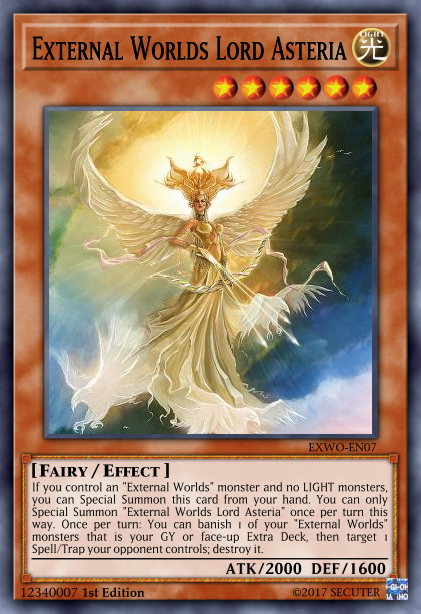 External Worlds Lord Asteria
LIGHT
光
EXWO-EN07
[Fairy / Effect]
If you control an "External Worlds" monster and no LIGHT monsters,
you can Special Summon this card from your hand. You can only
Special Summon "External Worlds Lord Asteria" once per turn this
way. Once per turn: You can banish 1 of your "External Worlds"
monsters that is your GY or face-up Extra Deck, then target 1
Spell/Trap your opponent controls; destroy it.
ATK/2000 DEF/1600
12340007 1st Edition
©2017 SECUTER